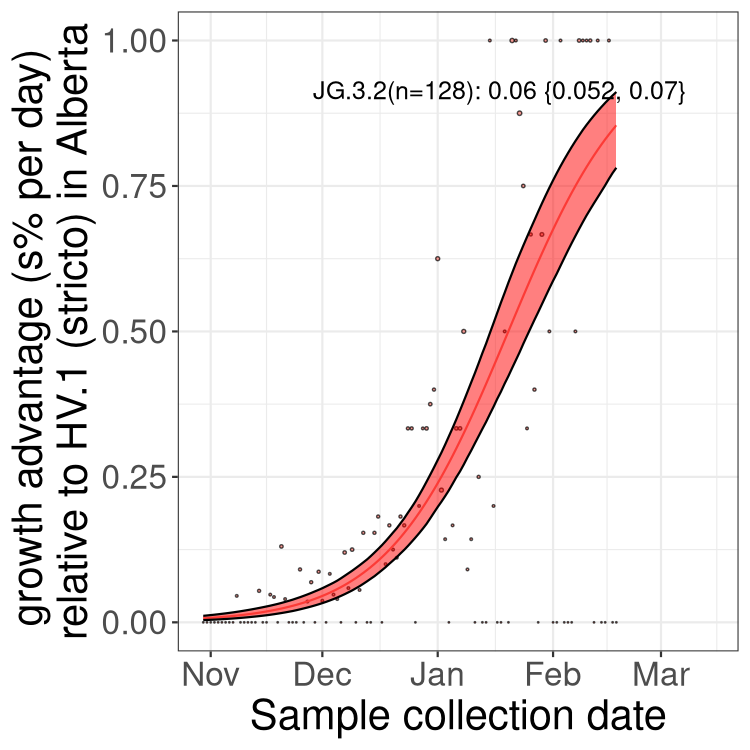 growth advantage (s% per day)
relative to HV.1 (stricto) in Alberta
1.00
0.75
0.50
0.25
0.00
JG.3.2(n=128): 0.06 {0.052, 0.07}
Nov Dec Jan Feb Mar
Sample collection date